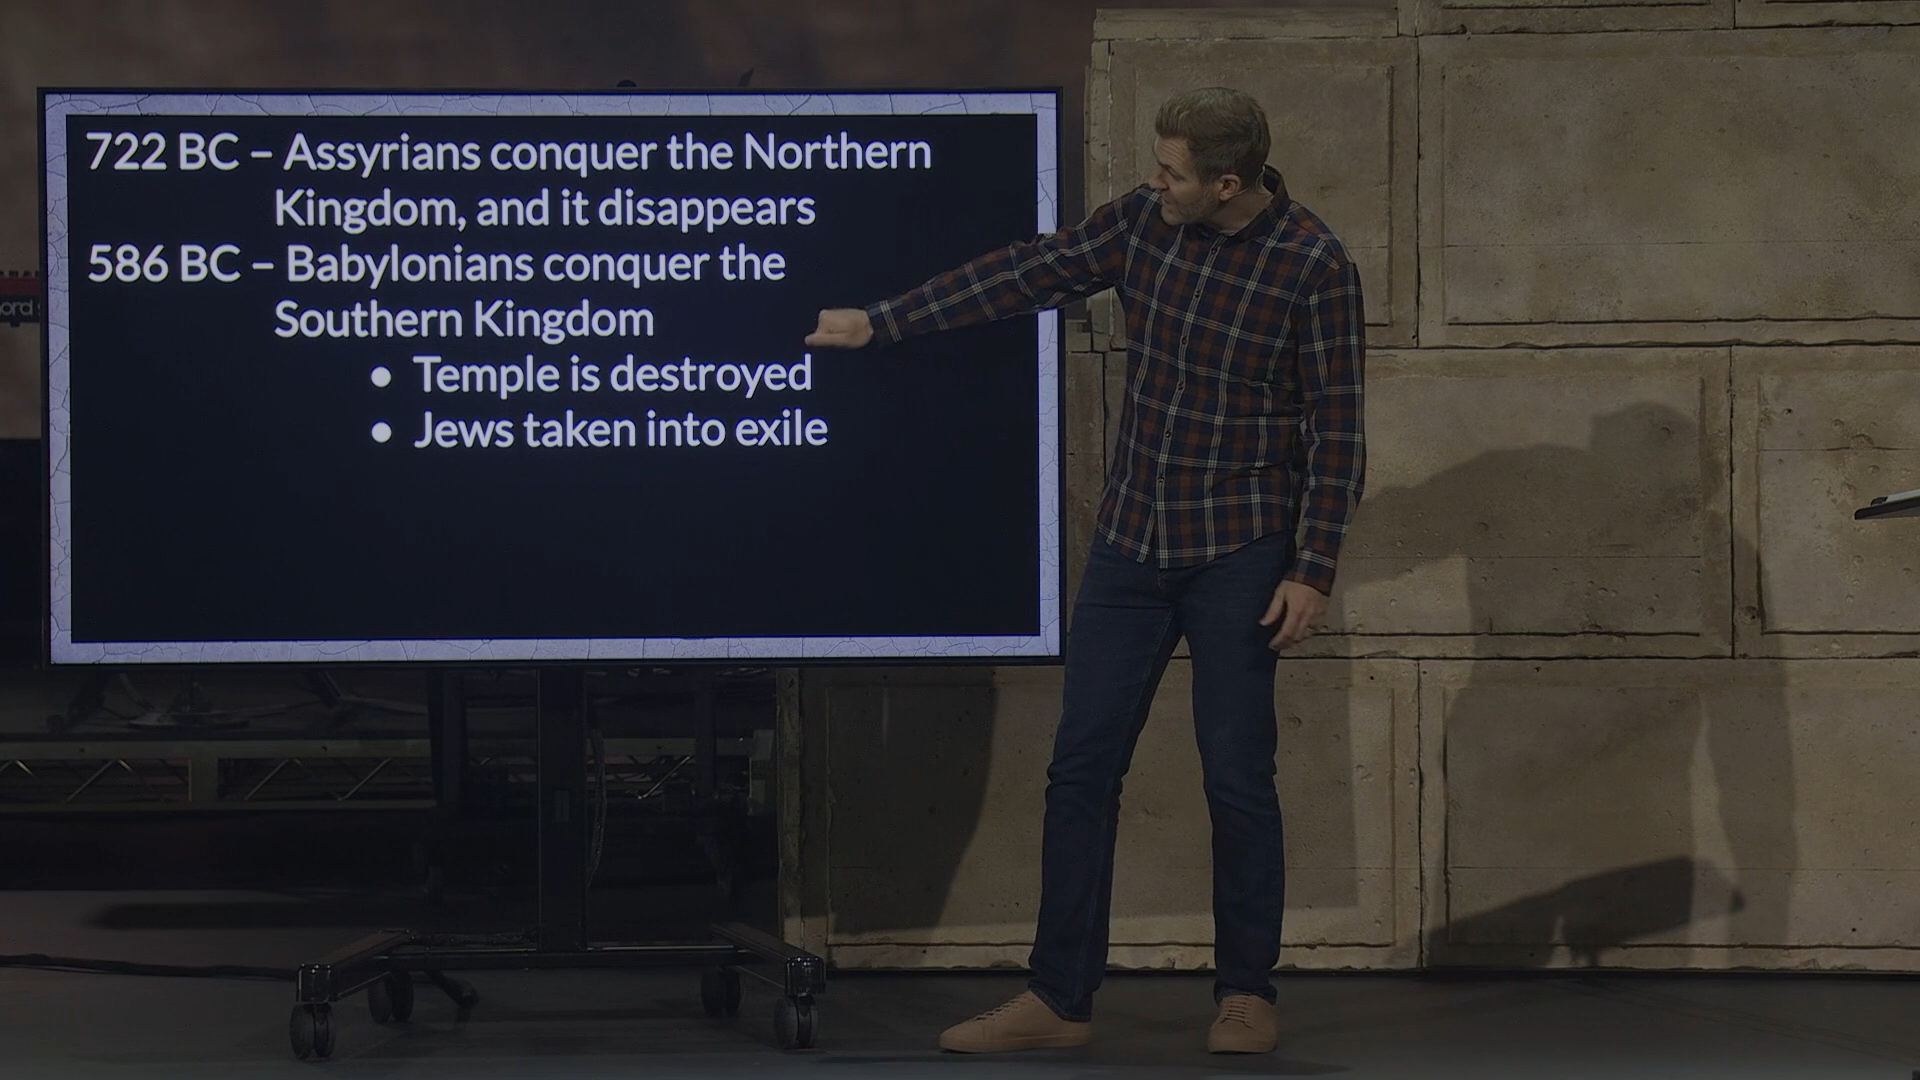 722 BC – Assyrians conquer the Northern
Kingdom, and it disappears
586 BC – Babylonians conquer the
Southern Kingdom
● Temple is destroyed
● Jews taken into exile